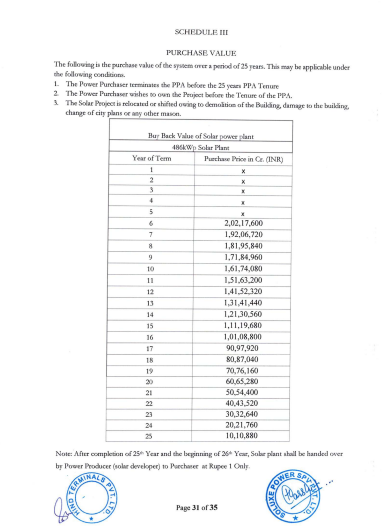 SCHEDULE III
PURCHASE VALUE
The following is the purchase value of the system over a period of 25 years. This may be applicable under
the following conditions.
1. The Power Purchaser terminates the PPA before the 25 years PPA Tenure
2. The Power Purchaser wishes to own the Project before the Tenure of the PPA.
3. The Solar Project is relocated or shifted owing to demolition of the Building, damage to the building,
change of city plans or any other mason.
Buy Back Value of Solar power plant
486kWp Solar Plant
Year of Term Purchase Price in Cr. (INR)
1 x
2 x
3 x
4 x
5 x
6 2,02,17,600
7 1,92,06,720
8 1,81,95,840
9 1,71,84,960
10 1,61,74,080
11 1,51,63,200
12 1,41,52,320
13 1,31,41,440
14 1,21,30,560
15 1,11,19,680
16 1,01,08,800
17 90,97,920
18 80,87,040
19 70,76,160
20 60,65,280
21 50,54,400
22 40,43,520
23 30,32,640
24 20,21,760
25 10,10,880
Note: After completion of 25th Year and the beginning of 26th Year, Solar plant shall be handed over
by Power Producer (solar developer) to Purchaser at Rupee 1 Only.
HIND TERMINALS PVT. LTD.
SOLUXE POWER SPV PVT. LTD.
Page 31 of 35